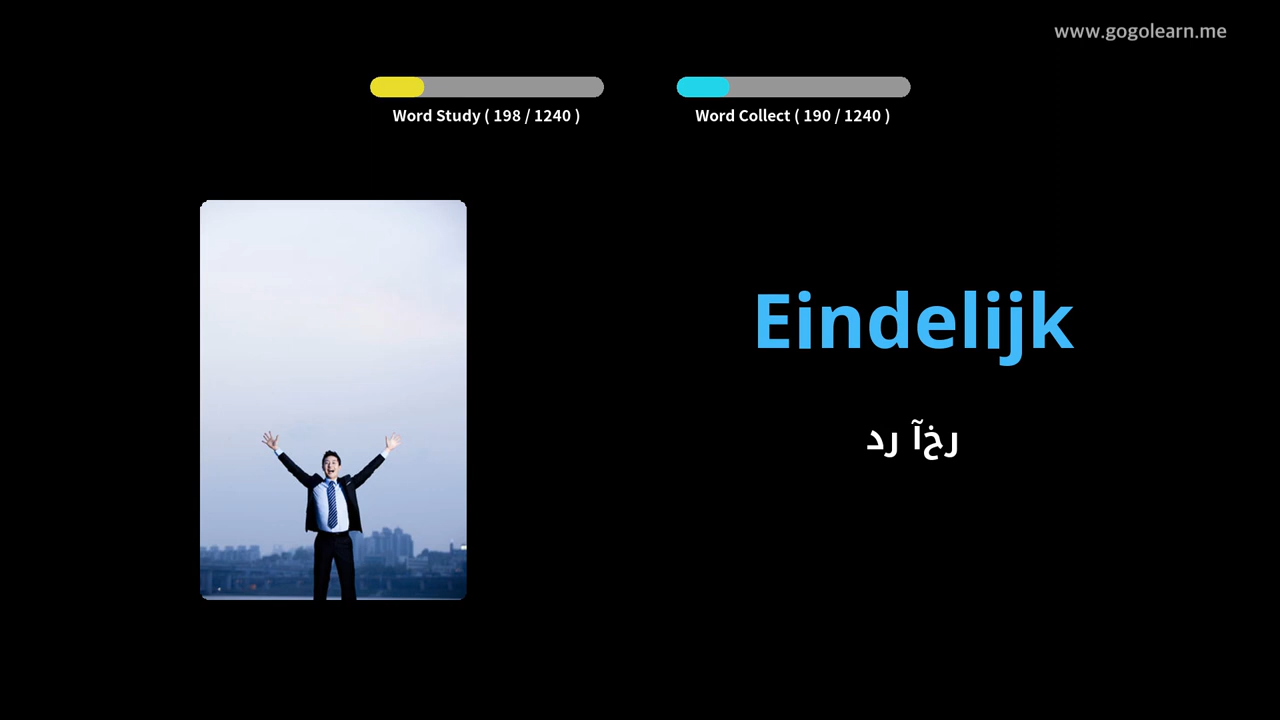 www.gogolearn.me
Word Study ( 198 / 1240 )
Word Collect ( 190 / 1240 )
Eindelijk
رخآ رد